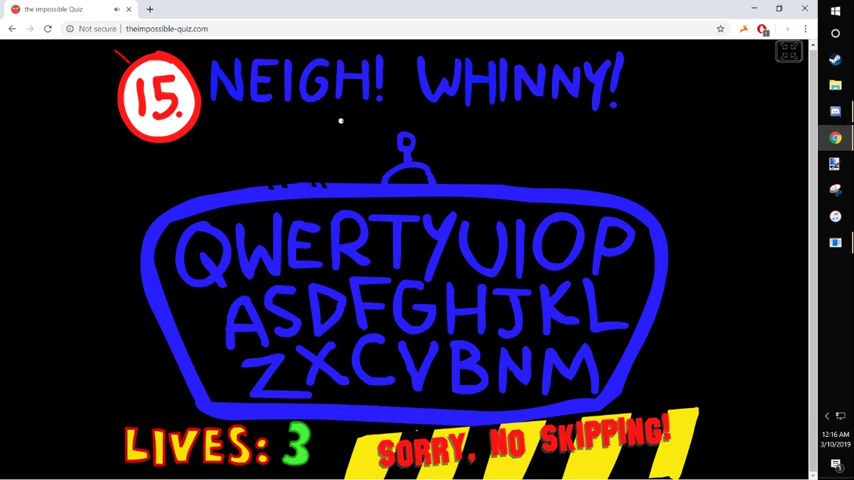 the impossible Quiz
Not secure | theimpossible-quiz.com
15. NEIGH! WHINNY!
QWERTYUIOP
ASDFGHJKL
ZXCVBNM
LIVES: 3
SORRY, NO SKIPPING!
12:16 AM
3/10/2019